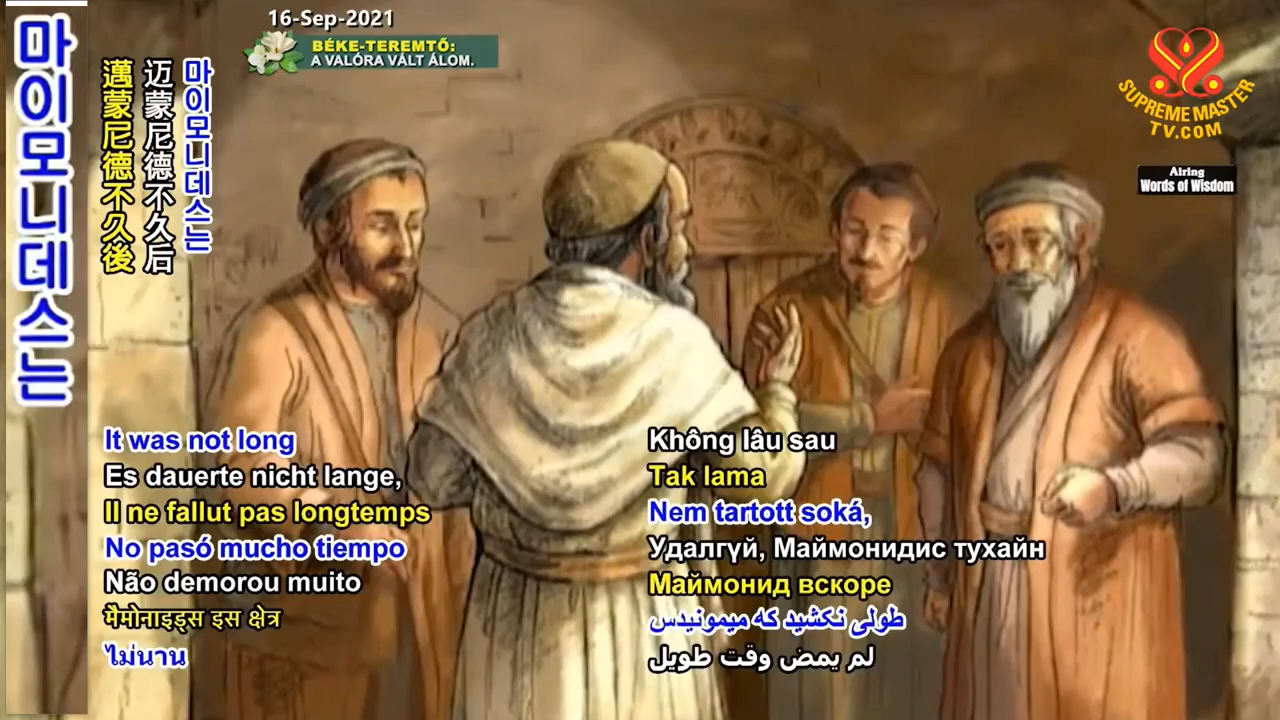 마이모니데스는
邁蒙尼德不久後
迈蒙尼德不久后
마이모니데스는
16-Sep-2021
BÉKE-TEREMTŐ:
A VALÓRA VÁLT ÁLOM.
SUPREME MASTER
TV.COM
Airing
Words of Wisdom
It was not long
Es dauerte nicht lange,
Il ne fallut pas longtemps
No pasó mucho tiempo
Não demorou muito
मैमोनाइड्स इस क्षेत्र
ไม่นาน
Không lâu sau
Tak lama
Nem tartott soká,
Удалгүй, Маймонидис тухайн
Маймонид вскоре
طولی نکشید که میمونیدس
لم يمض وقت طويل